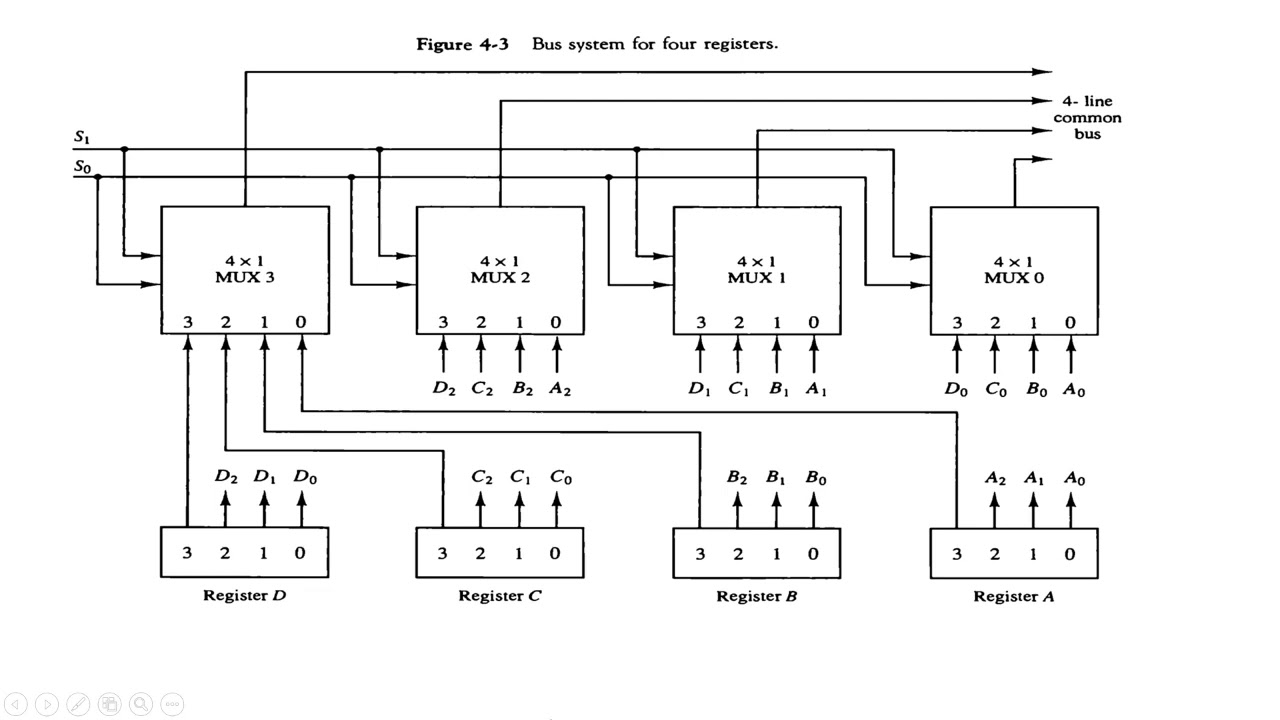 Figure 4-3 Bus system for four registers.
4- line
common
bus
S1
S0
4 × 1
MUX 3
3 2 1 0
4 × 1
MUX 2
3 2 1 0
4 × 1
MUX 1
3 2 1 0
4 × 1
MUX 0
3 2 1 0
D2 C2 B2 A2
D1 C1 B1 A1
D0 C0 B0 A0
D2 D1 D0
C2 C1 C0
B2 B1 B0
A2 A1 A0
3 2 1 0
3 2 1 0
3 2 1 0
3 2 1 0
Register D
Register C
Register B
Register A